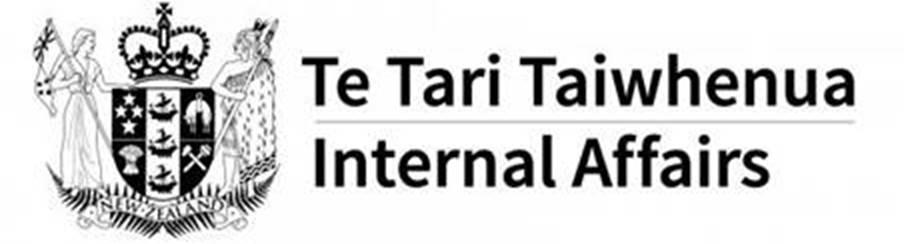 Te Tari Taiwhenua
Internal Affairs
NEW ZEALAND